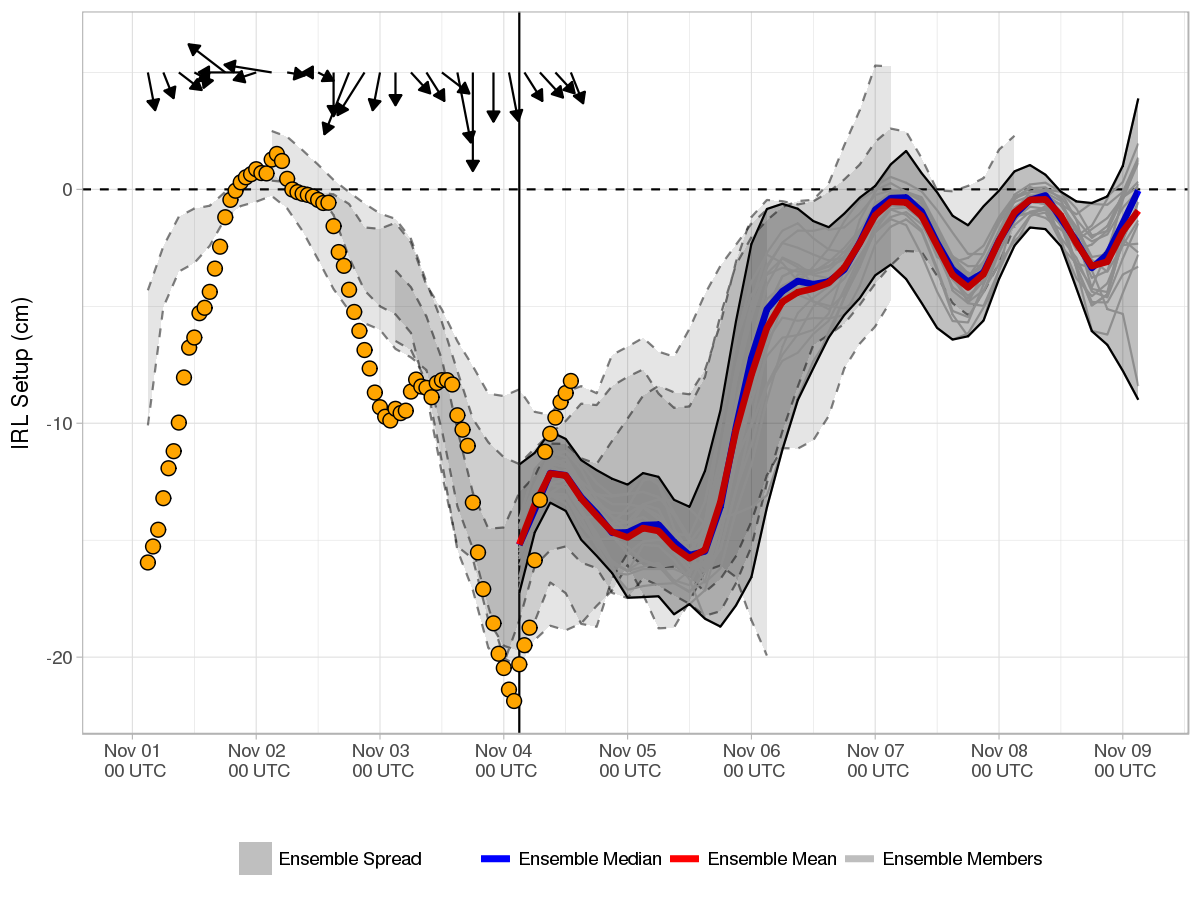 IRL Setup (cm)
0
-10
-20
Nov 01 Nov 02 Nov 03 Nov 04 Nov 05 Nov 06 Nov 07 Nov 08 Nov 09
00 UTC 00 UTC 00 UTC 00 UTC 00 UTC 00 UTC 00 UTC 00 UTC 00 UTC
Ensemble Spread Ensemble Median Ensemble Mean Ensemble Members